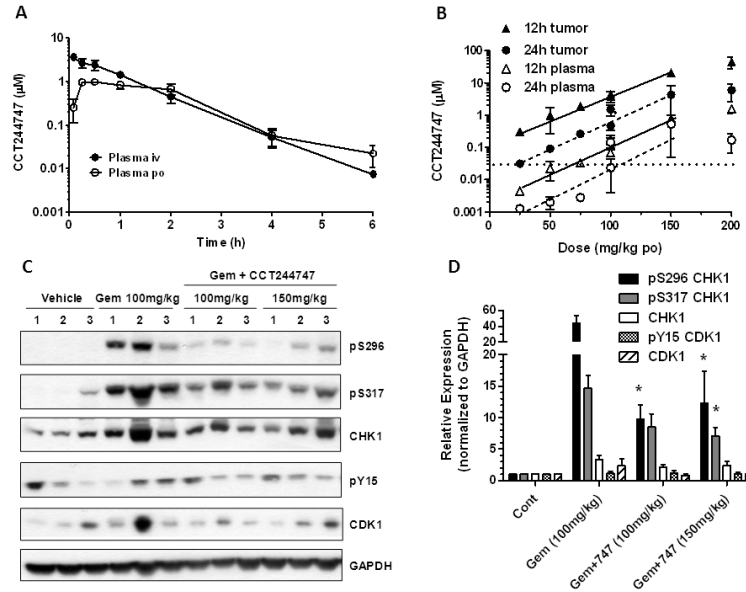 A
CCT244747 (µM)
10
1
0.1
0.01
0.001
Plasma iv
Plasma po
0 1 2 3 4 5 6
Time (h)
B
12h tumor
24h tumor
12h plasma
24h plasma
CCT244747 (µM)
100
10
1
0.1
0.01
0.001
0 50 100 150 200
Dose (mg/kg po)
C
Gem + CCT244747
Vehicle Gem 100mg/kg 100mg/kg 150mg/kg
1 2 3 1 2 3 1 2 3 1 2 3
pS296
pS317
CHK1
pY15
CDK1
GAPDH
D
pS296 CHK1
pS317 CHK1
CHK1
pY15 CDK1
CDK1
Relative Expression
(normalized to GAPDH)
60
40
20
15
10
5
0
* * *
Cont
Gem (100mg/kg)
Gem+747 (100mg/kg)
Gem+747 (150mg/kg)